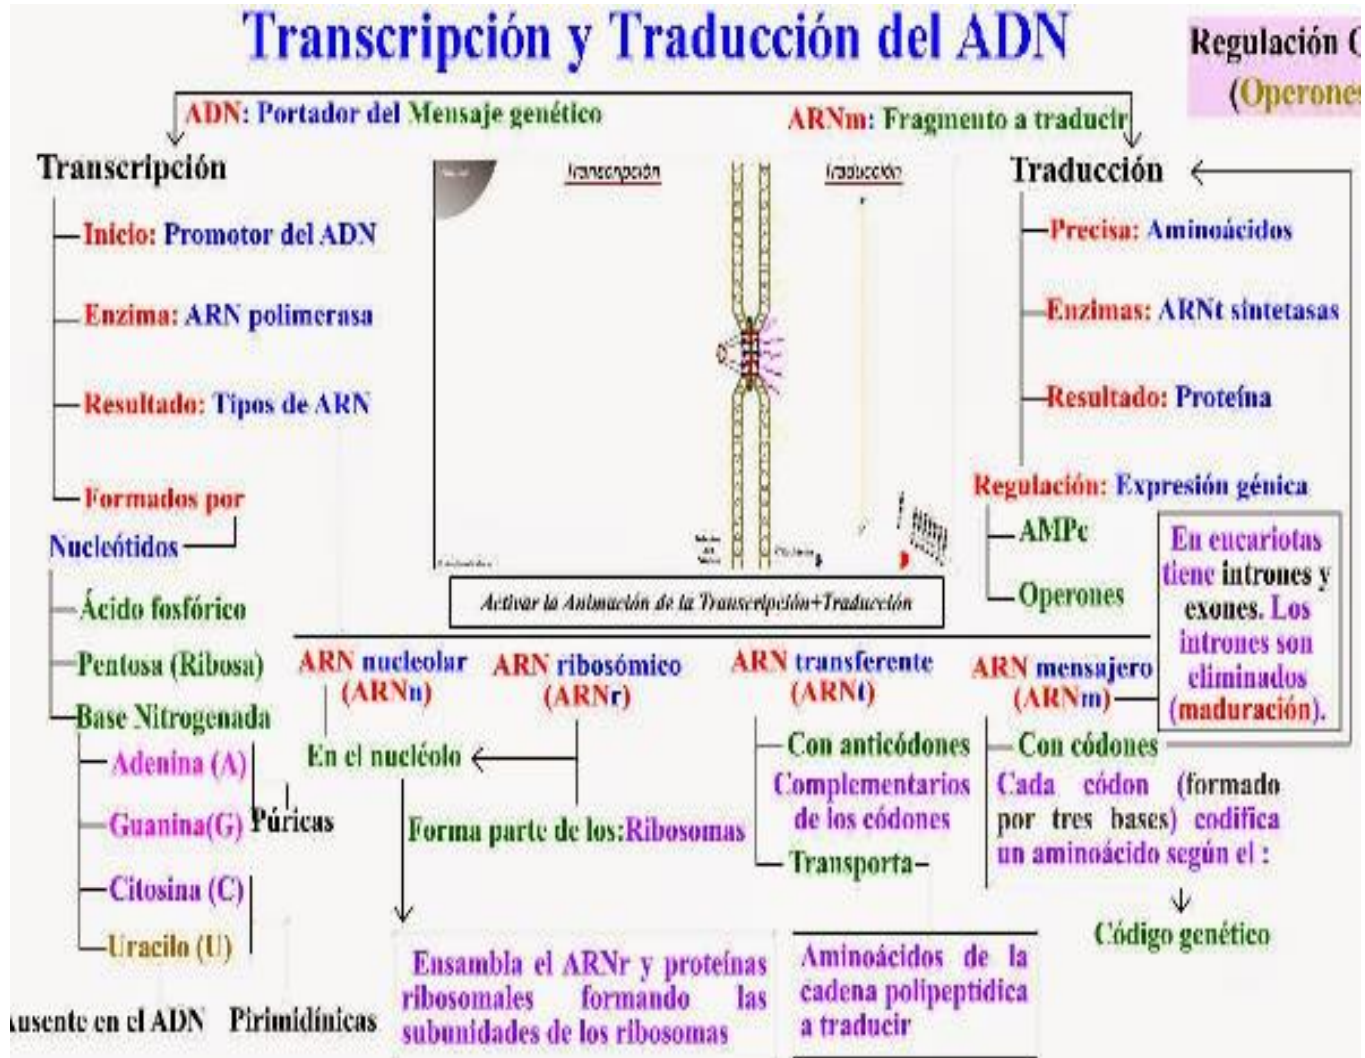 Transcripción y Traducción del ADN
Regulación
(Operones
ADN: Portador del Mensaje genético
ARNm: Fragmento a traducir
Transcripción
Inicio: Promotor del ADN
Enzima: ARN polimerasa
Resultado: Tipos de ARN
Formados por
Nucleótidos
Ácido fosfórico
Pentosa (Ribosa)
Base Nitrogenada
Adenina (A)
Guanina(G)
Púricas
Citosina (C)
Uracilo (U)
Ausente en el ADN
Pirimidínicas
Transcripción
Traducción
Activar la Animación de la Transcripción+Traducción
Traducción
Precisa: Aminoácidos
Enzimas: ARNt sintetasas
Resultado: Proteína
Regulación: Expresión génica
AMPc
Operones
En eucariotas
tiene intrones y
exones. Los
intrones son
eliminados
(maduración).
ARN nucleolar
(ARNn)
En el nucléolo
Ensambla el ARNr y proteínas
ribosomales formando las
subunidades de los ribosomas
ARN ribosómico
(ARNr)
Forma parte de los:Ribosomas
ARN transferente
(ARNt)
Con anticódones
Complementarios
de los códones
Transporta
Aminoácidos de la
cadena polipeptídica
a traducir
ARN mensajero
(ARNm)
Con códones
Cada códon (formado
por tres bases) codifica
un aminoácido según el :
Código genético